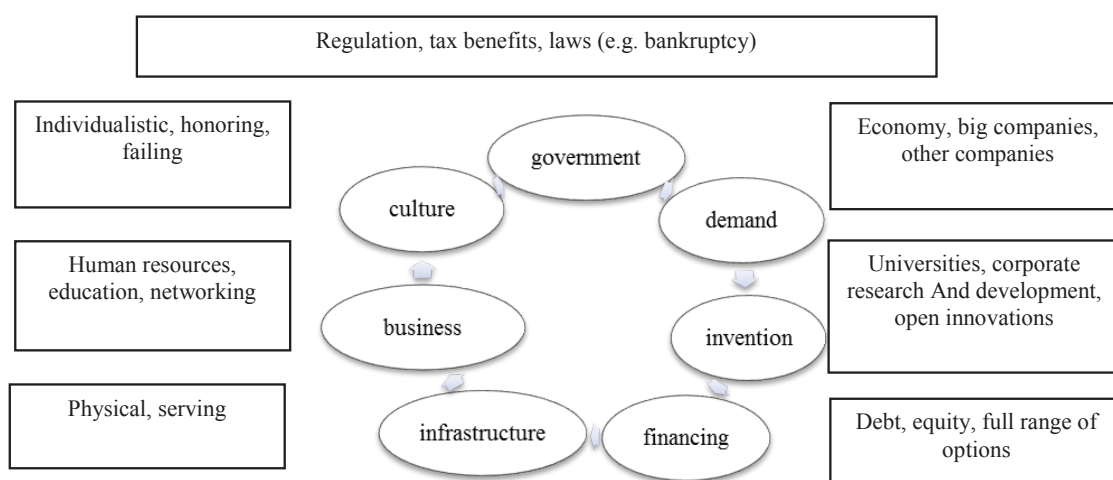 Regulation, tax benefits, laws (e.g. bankruptcy)
Individualistic, honoring,
failing
government
Economy, big companies,
other companies
culture
demand
Human resources,
education, networking
Universities, corporate
research And development,
open innovations
business
invention
Physical, serving
infrastructure
financing
Debt, equity, full range of
options